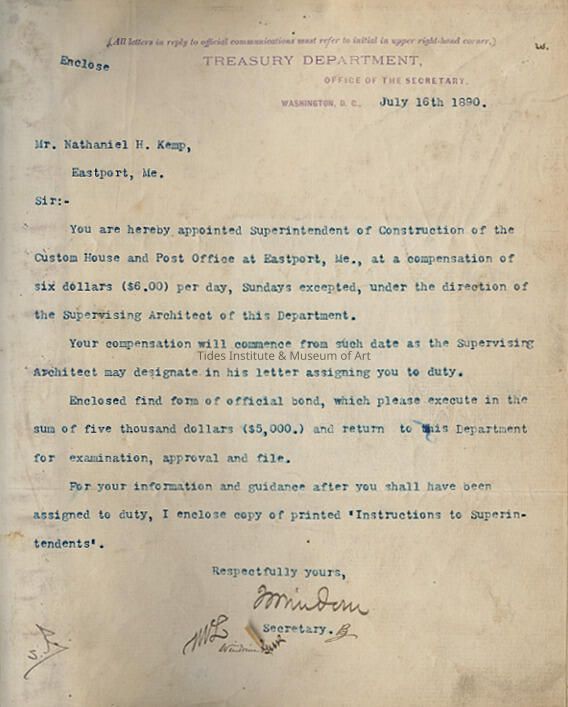 (All letters in reply to official communications must refer to initial in upper right-hand corner.)
W.
Enclose
TREASURY DEPARTMENT,
OFFICE OF THE SECRETARY.
WASHINGTON, D. C., July 16th 1890.
Mr. Nathaniel H. Kemp,
Eastport, Me.
Sir:-
You are hereby appointed Superintendent of Construction of the
Custom House and Post Office at Eastport, Me., at a compensation of
six dollars ($6.00) per day, Sundays excepted, under the direction of
the Supervising Architect of this Department.
Your compensation will commence from such date as the Supervising
Tides Institute & Museum of Art
Architect may designate in his letter assigning you to duty.
Enclosed find form of official bond, which please execute in the
sum of five thousand dollars ($5,000.) and return to this Department
for examination, approval and file.
For your information and guidance after you shall have been
assigned to duty, I enclose copy of printed "Instructions to Superin-
tendents".
Respectfully yours,
Windom
Secretary.